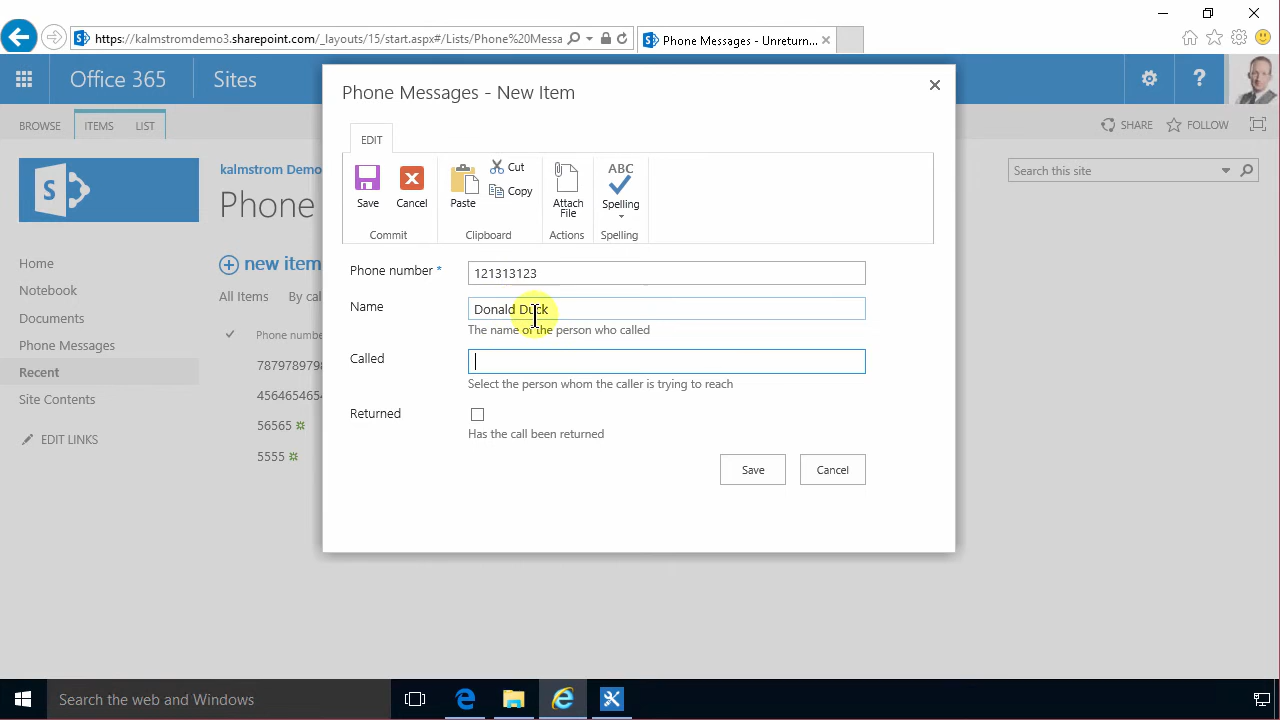 https://kalmstromdemo3.sharepoint.com/_layouts/15/start.aspx#/Lists/Phone%20Messa
Phone Messages - Unreturn...
Office 365
Sites
?
BROWSE
ITEMS
LIST
SHARE
FOLLOW
kalmstrom Demo
Phone
Search this site
Home
Notebook
Documents
Phone Messages
Recent
Site Contents
EDIT LINKS
new item
All Items
By cal
Phone numbe
7879789798
4564654654
56565
5555
Phone Messages - New Item
EDIT
Save
Cancel
Commit
Paste
Cut
Copy
Clipboard
Attach
File
Actions
ABC
Spelling
Spelling
Phone number *
121313123
Name
Donald Duck
The name of the person who called
Called
Select the person whom the caller is trying to reach
Returned
Has the call been returned
Save
Cancel
Search the web and Windows